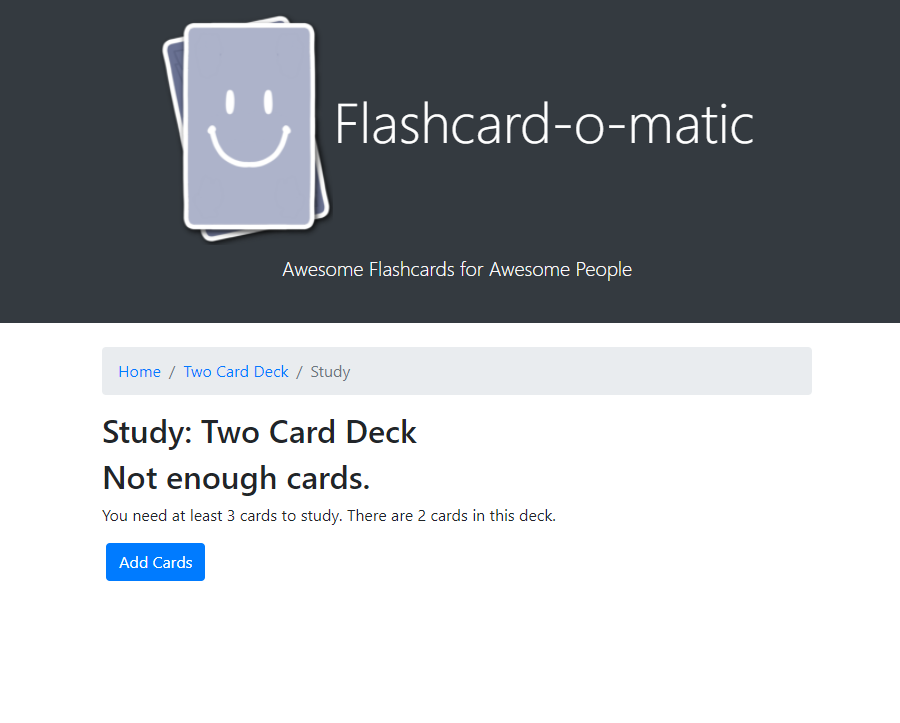 Flashcard-o-matic
Awesome Flashcards for Awesome People
Home / Two Card Deck / Study
Study: Two Card Deck
Not enough cards.
You need at least 3 cards to study. There are 2 cards in this deck.
Add Cards